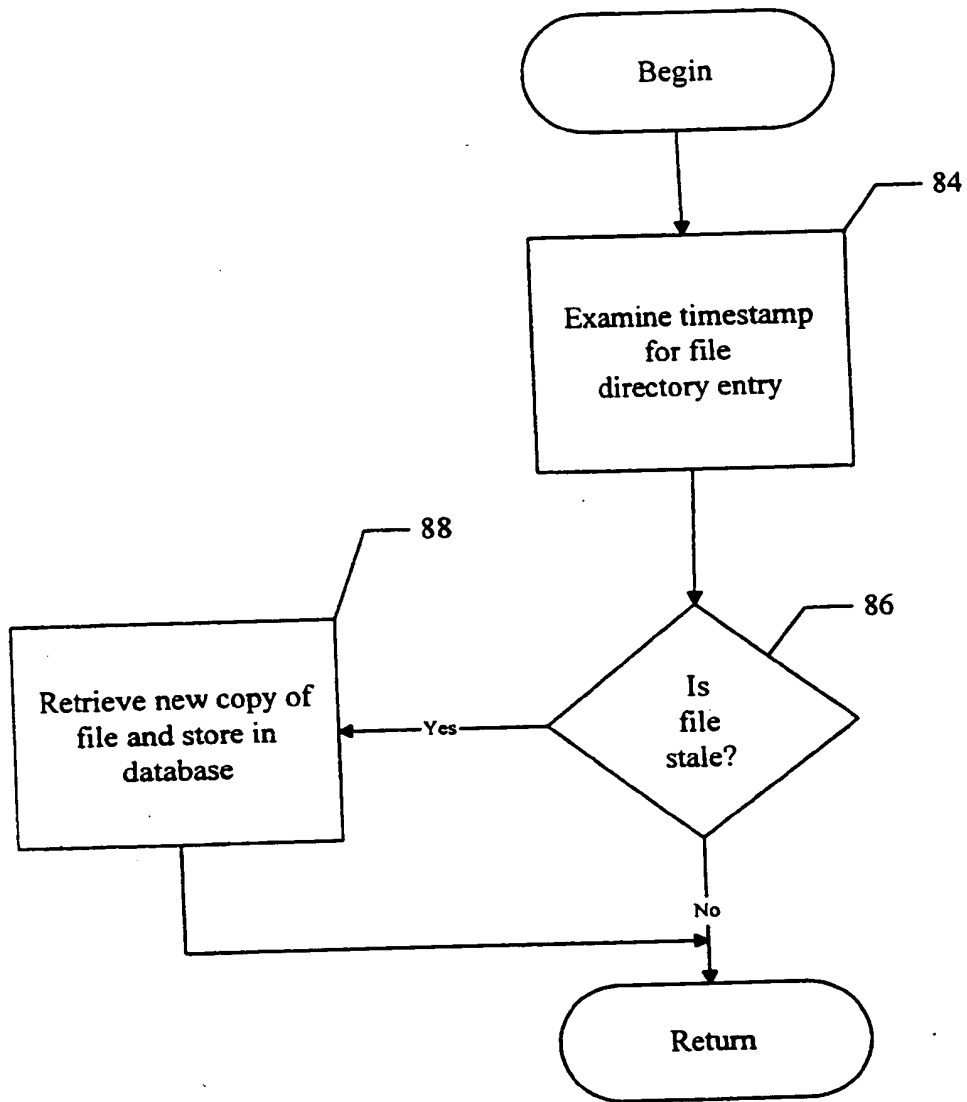 Begin
84
Examine timestamp
for file
directory entry
88
86
Is
file
stale?
Retrieve new copy of
file and store in
database
Yes
No
Return